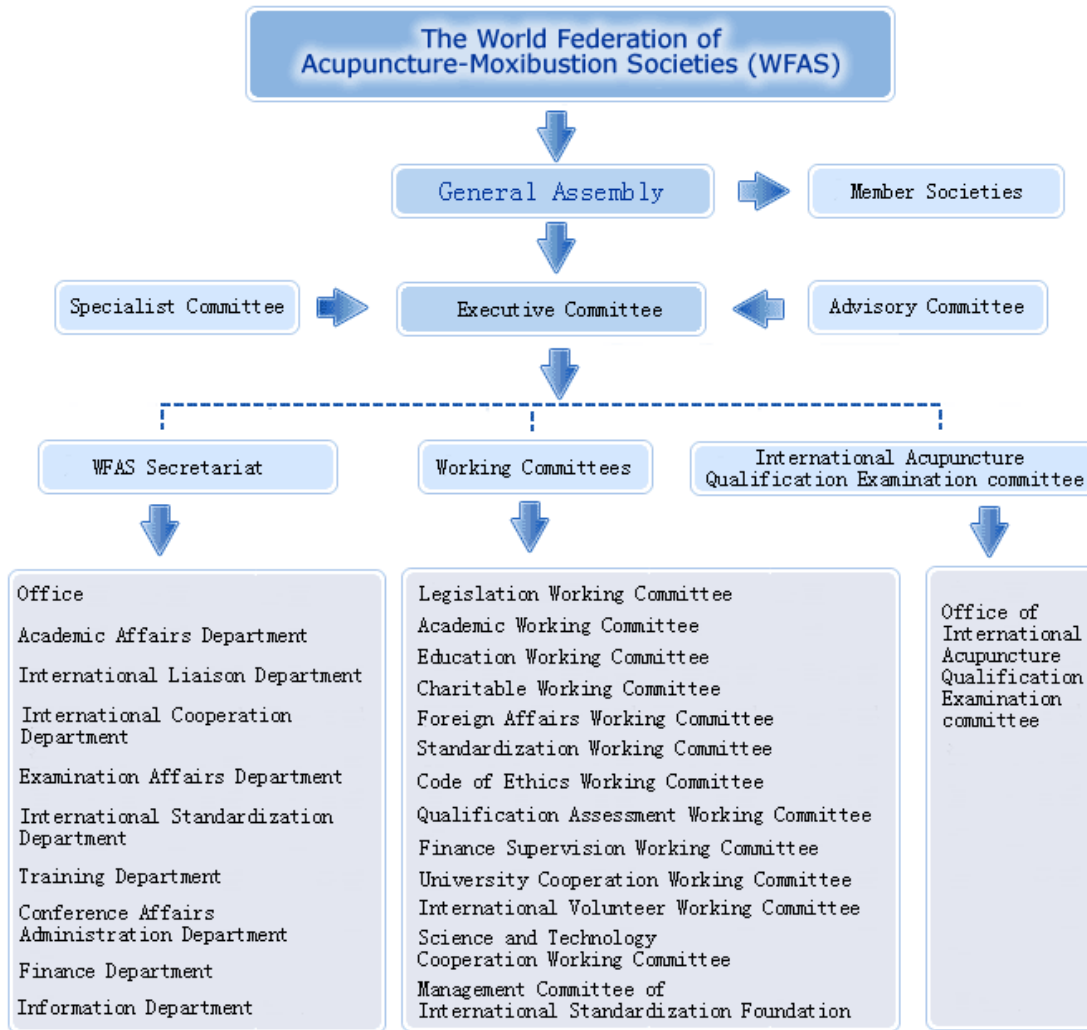 The World Federation of
Acupuncture-Moxibustion Societies (WFAS)
General Assembly
Member Societies
Specialist Committee
Executive Committee
Advisory Committee
WFAS Secretariat
Working Committees
International Acupuncture
Qualification Examination committee
Office
Academic Affairs Department
International Liaison Department
International Cooperation
Department
Examination Affairs Department
International Standardization
Department
Training Department
Conference Affairs
Administration Department
Finance Department
Information Department
Legislation Working Committee
Academic Working Committee
Education Working Committee
Charitable Working Committee
Foreign Affairs Working Committee
Standardization Working Committee
Code of Ethics Working Committee
Qualification Assessment Working Committee
Finance Supervision Working Committee
University Cooperation Working Committee
International Volunteer Working Committee
Science and Technology
Cooperation Working Committee
Management Committee of
International Standardization Foundation
Office of
International
Acupuncture
Qualification
Examination
committee